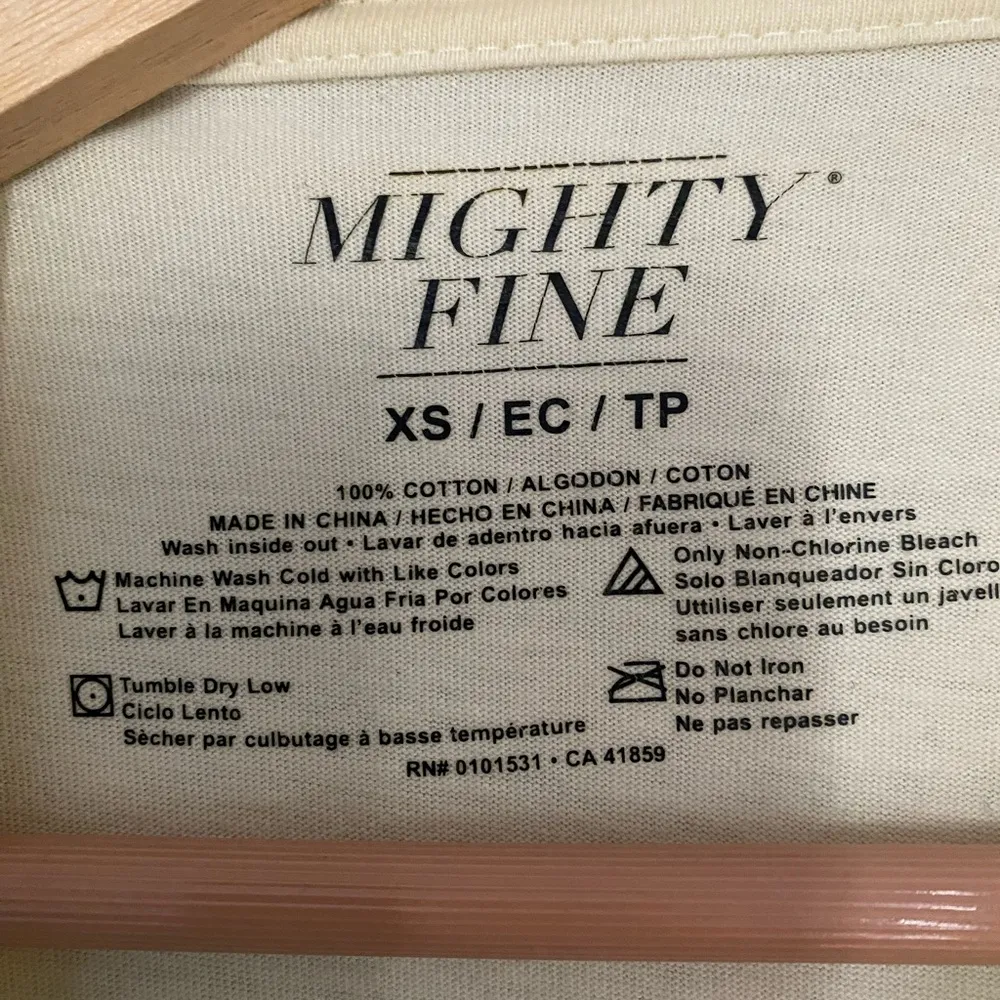 MIGHTY®
FINE
XS / EC / TP
100% COTTON / ALGODON / COTON
MADE IN CHINA / HECHO EN CHINA / FABRIQUÉ EN CHINE
Wash inside out • Lavar de adentro hacia afuera • Laver à l'envers
Machine Wash Cold with Like Colors
Lavar En Maquina Agua Fria Por Colores
Laver à la machine à l'eau froide
Only Non-Chlorine Bleach
Solo Blanqueador Sin Cloro
Uttiliser seulement un javell
sans chlore au besoin
Tumble Dry Low
Ciclo Lento
Sècher par culbutage à basse température
Do Not Iron
No Planchar
Ne pas repasser
RN# 0101531 • CA 41859